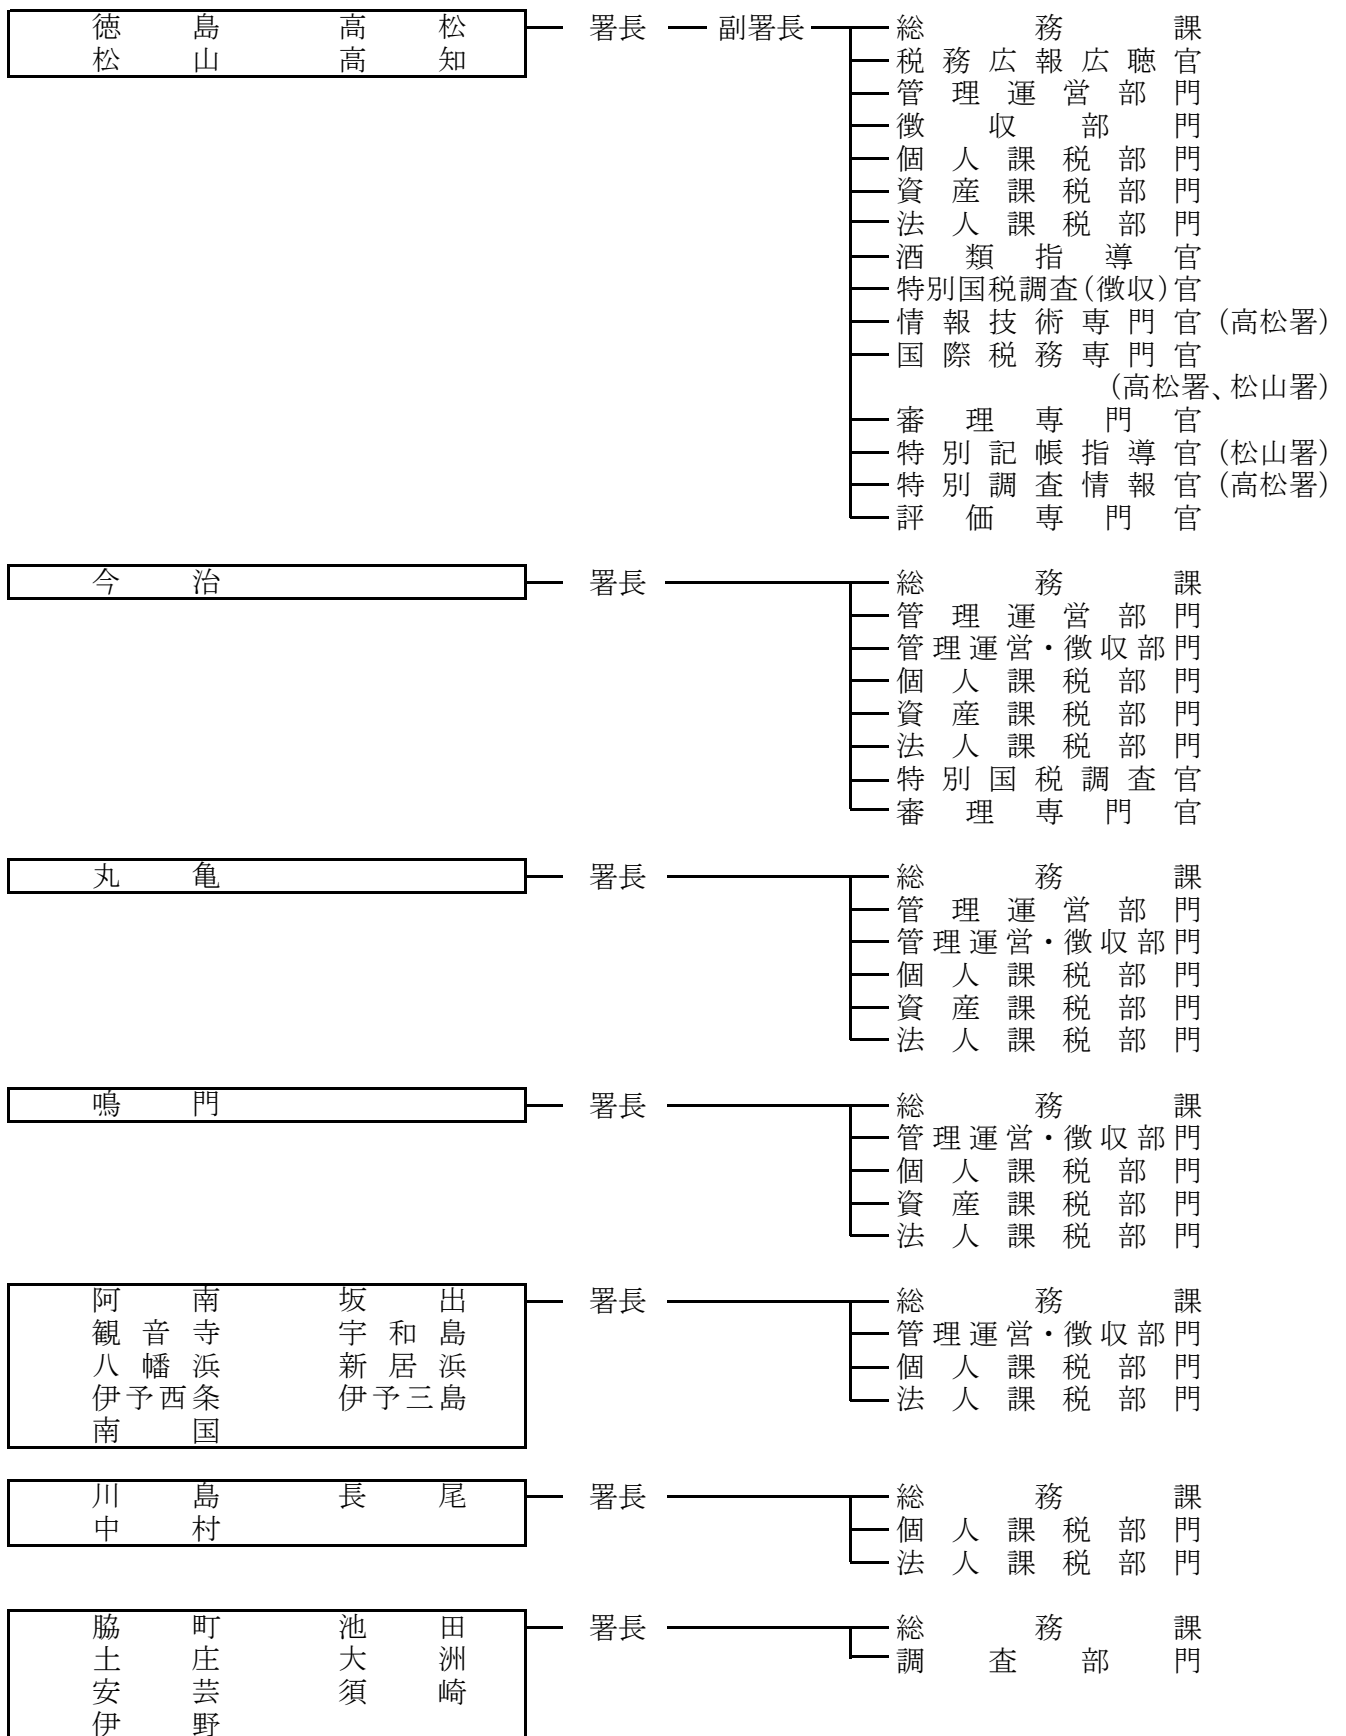 徳島 高松 署長 副署長 総務課
松山 高知 税務広報広聴官
管理運営部門
徴収部門
個人課税部門
資産課税部門
法人課税部門
酒類指導官
特別国税調査(徴収)官
情報技術専門官(高松署)
国際税務専門官
(高松署、松山署)
審理専門官
特別記帳指導官(松山署)
特別調査情報官(高松署)
評価専門官
今治 署長 総務課
管理運営部門
管理運営・徴収部門
個人課税部門
資産課税部門
法人課税部門
特別国税調査官
審理専門官
丸亀 署長 総務課
管理運営部門
管理運営・徴収部門
個人課税部門
資産課税部門
法人課税部門
鳴門 署長 総務課
管理運営・徴収部門
個人課税部門
資産課税部門
法人課税部門
阿南 坂出 署長 総務課
観音寺 宇和島 管理運営・徴収部門
八幡浜 新居浜 個人課税部門
伊予西条 伊予三島 法人課税部門
南国
川島 長尾 署長 総務課
中村 個人課税部門
法人課税部門
脇町 池田 署長 総務課
土庄 大洲 調査部門
安芸 須崎
伊野